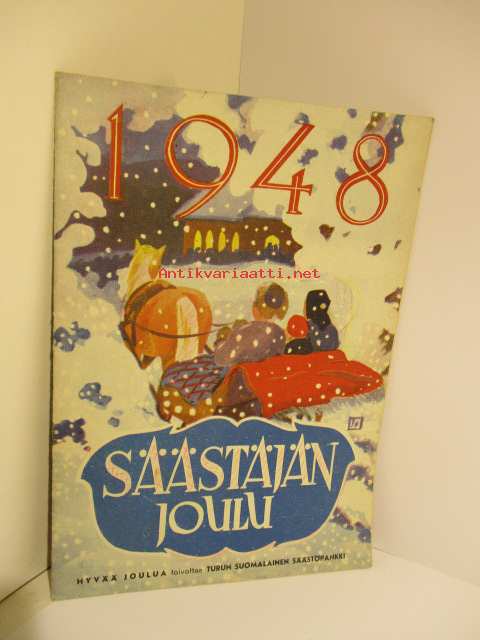 1948
Antikvariaatti.net
SÄÄSTÄJÄN
JOULU
HYVÄÄ JOULUA toivottaa TURUN SUOMALAINEN SÄÄSTÖPANKKI